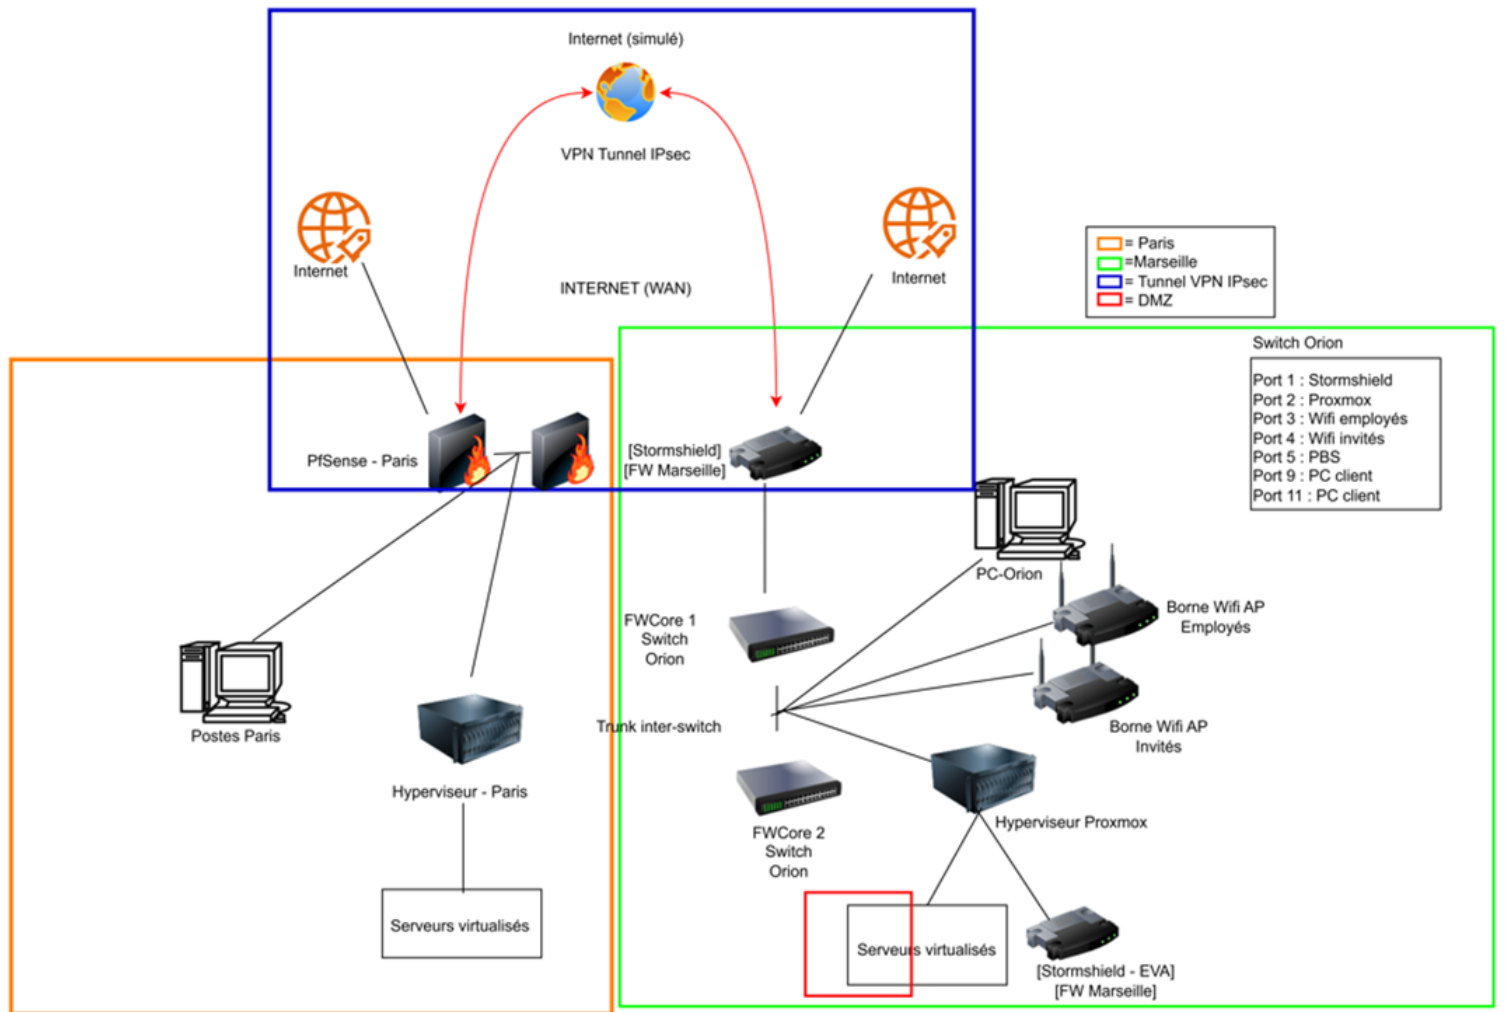 Internet (simulé)
VPN Tunnel IPsec
Internet
Internet
INTERNET (WAN)
= Paris
=Marseille
= Tunnel VPN IPsec
= DMZ
Switch Orion
Port 1 : Stormshield
Port 2 : Proxmox
Port 3 : Wifi employés
Port 4 : Wifi invités
Port 5 : PBS
Port 9 : PC client
Port 11 : PC client
PfSense - Paris
[Stormshield]
[FW Marseille]
PC-Orion
FWCore 1
Switch
Orion
Borne Wifi AP
Employés
Trunk inter-switch
Borne Wifi AP
Invités
Postes Paris
Hyperviseur - Paris
FWCore 2
Switch
Orion
Hyperviseur Proxmox
Serveurs virtualisés
Serveurs virtualisés
[Stormshield - EVA]
[FW Marseille]